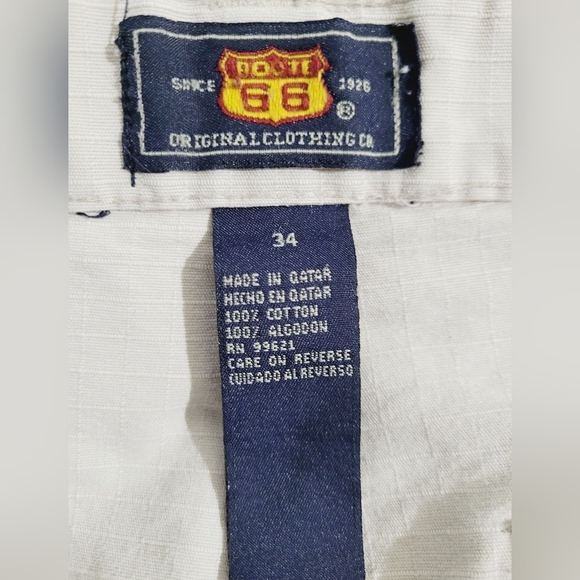 ROUTE
SINCE 66 ® 1926
ORIGINAL CLOTHING CO.
34
MADE IN QATAR
HECHO EN QATAR
100% COTTON
100% ALGODON
RN 99621
CARE ON REVERSE
CUIDADO AL REVERSO